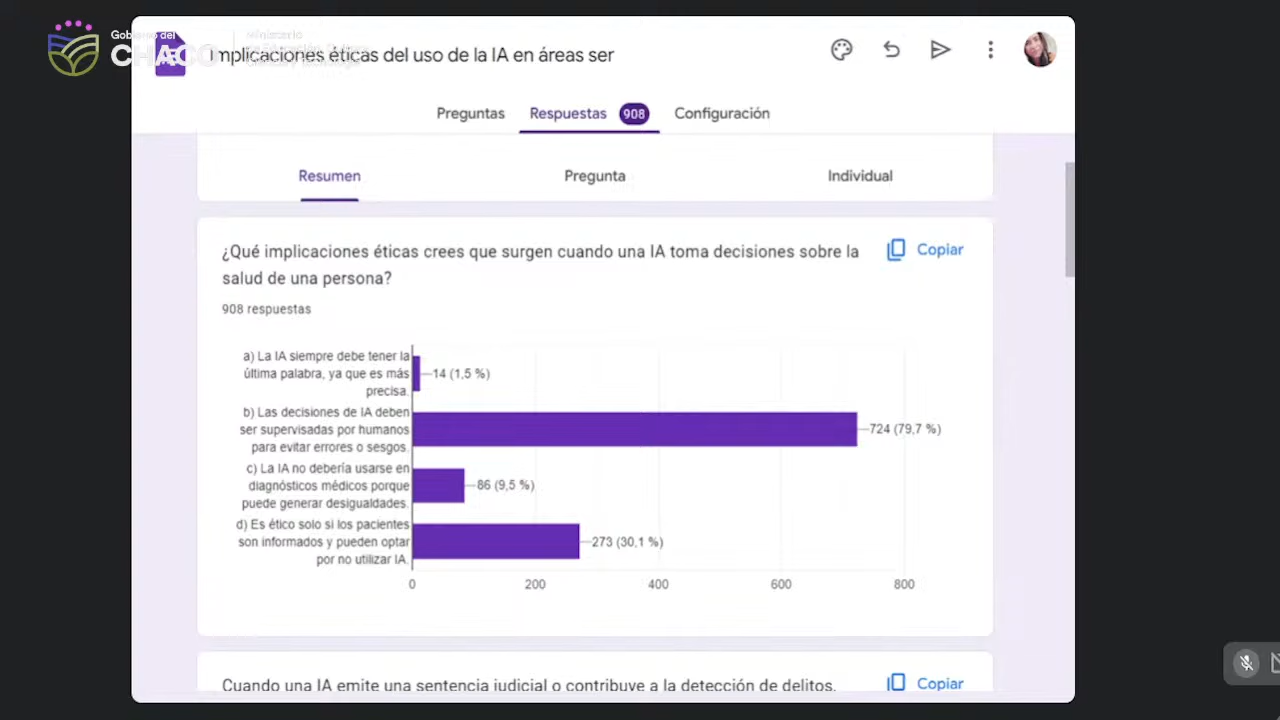 Gobierno del
CHACO
Ministerio
Implicaciones éticas del uso de la IA en áreas ser
Preguntas Respuestas 908 Configuración
Resumen Pregunta Individual
¿Qué implicaciones éticas crees que surgen cuando una IA toma decisiones sobre la
salud de una persona?
Copiar
908 respuestas
a) La IA siempre debe tener la
última palabra, ya que es más
precisa.
14 (1,5 %)
b) Las decisiones de IA deben
ser supervisadas por humanos
para evitar errores o sesgos.
724 (79,7 %)
c) La IA no debería usarse en
diagnósticos médicos porque
puede generar desigualdades.
86 (9,5 %)
d) Es ético solo si los pacientes
son informados y pueden optar
por no utilizar IA.
273 (30,1 %)
0 200 400 600 800
Cuando una IA emite una sentencia judicial o contribuye a la detección de delitos,
Copiar